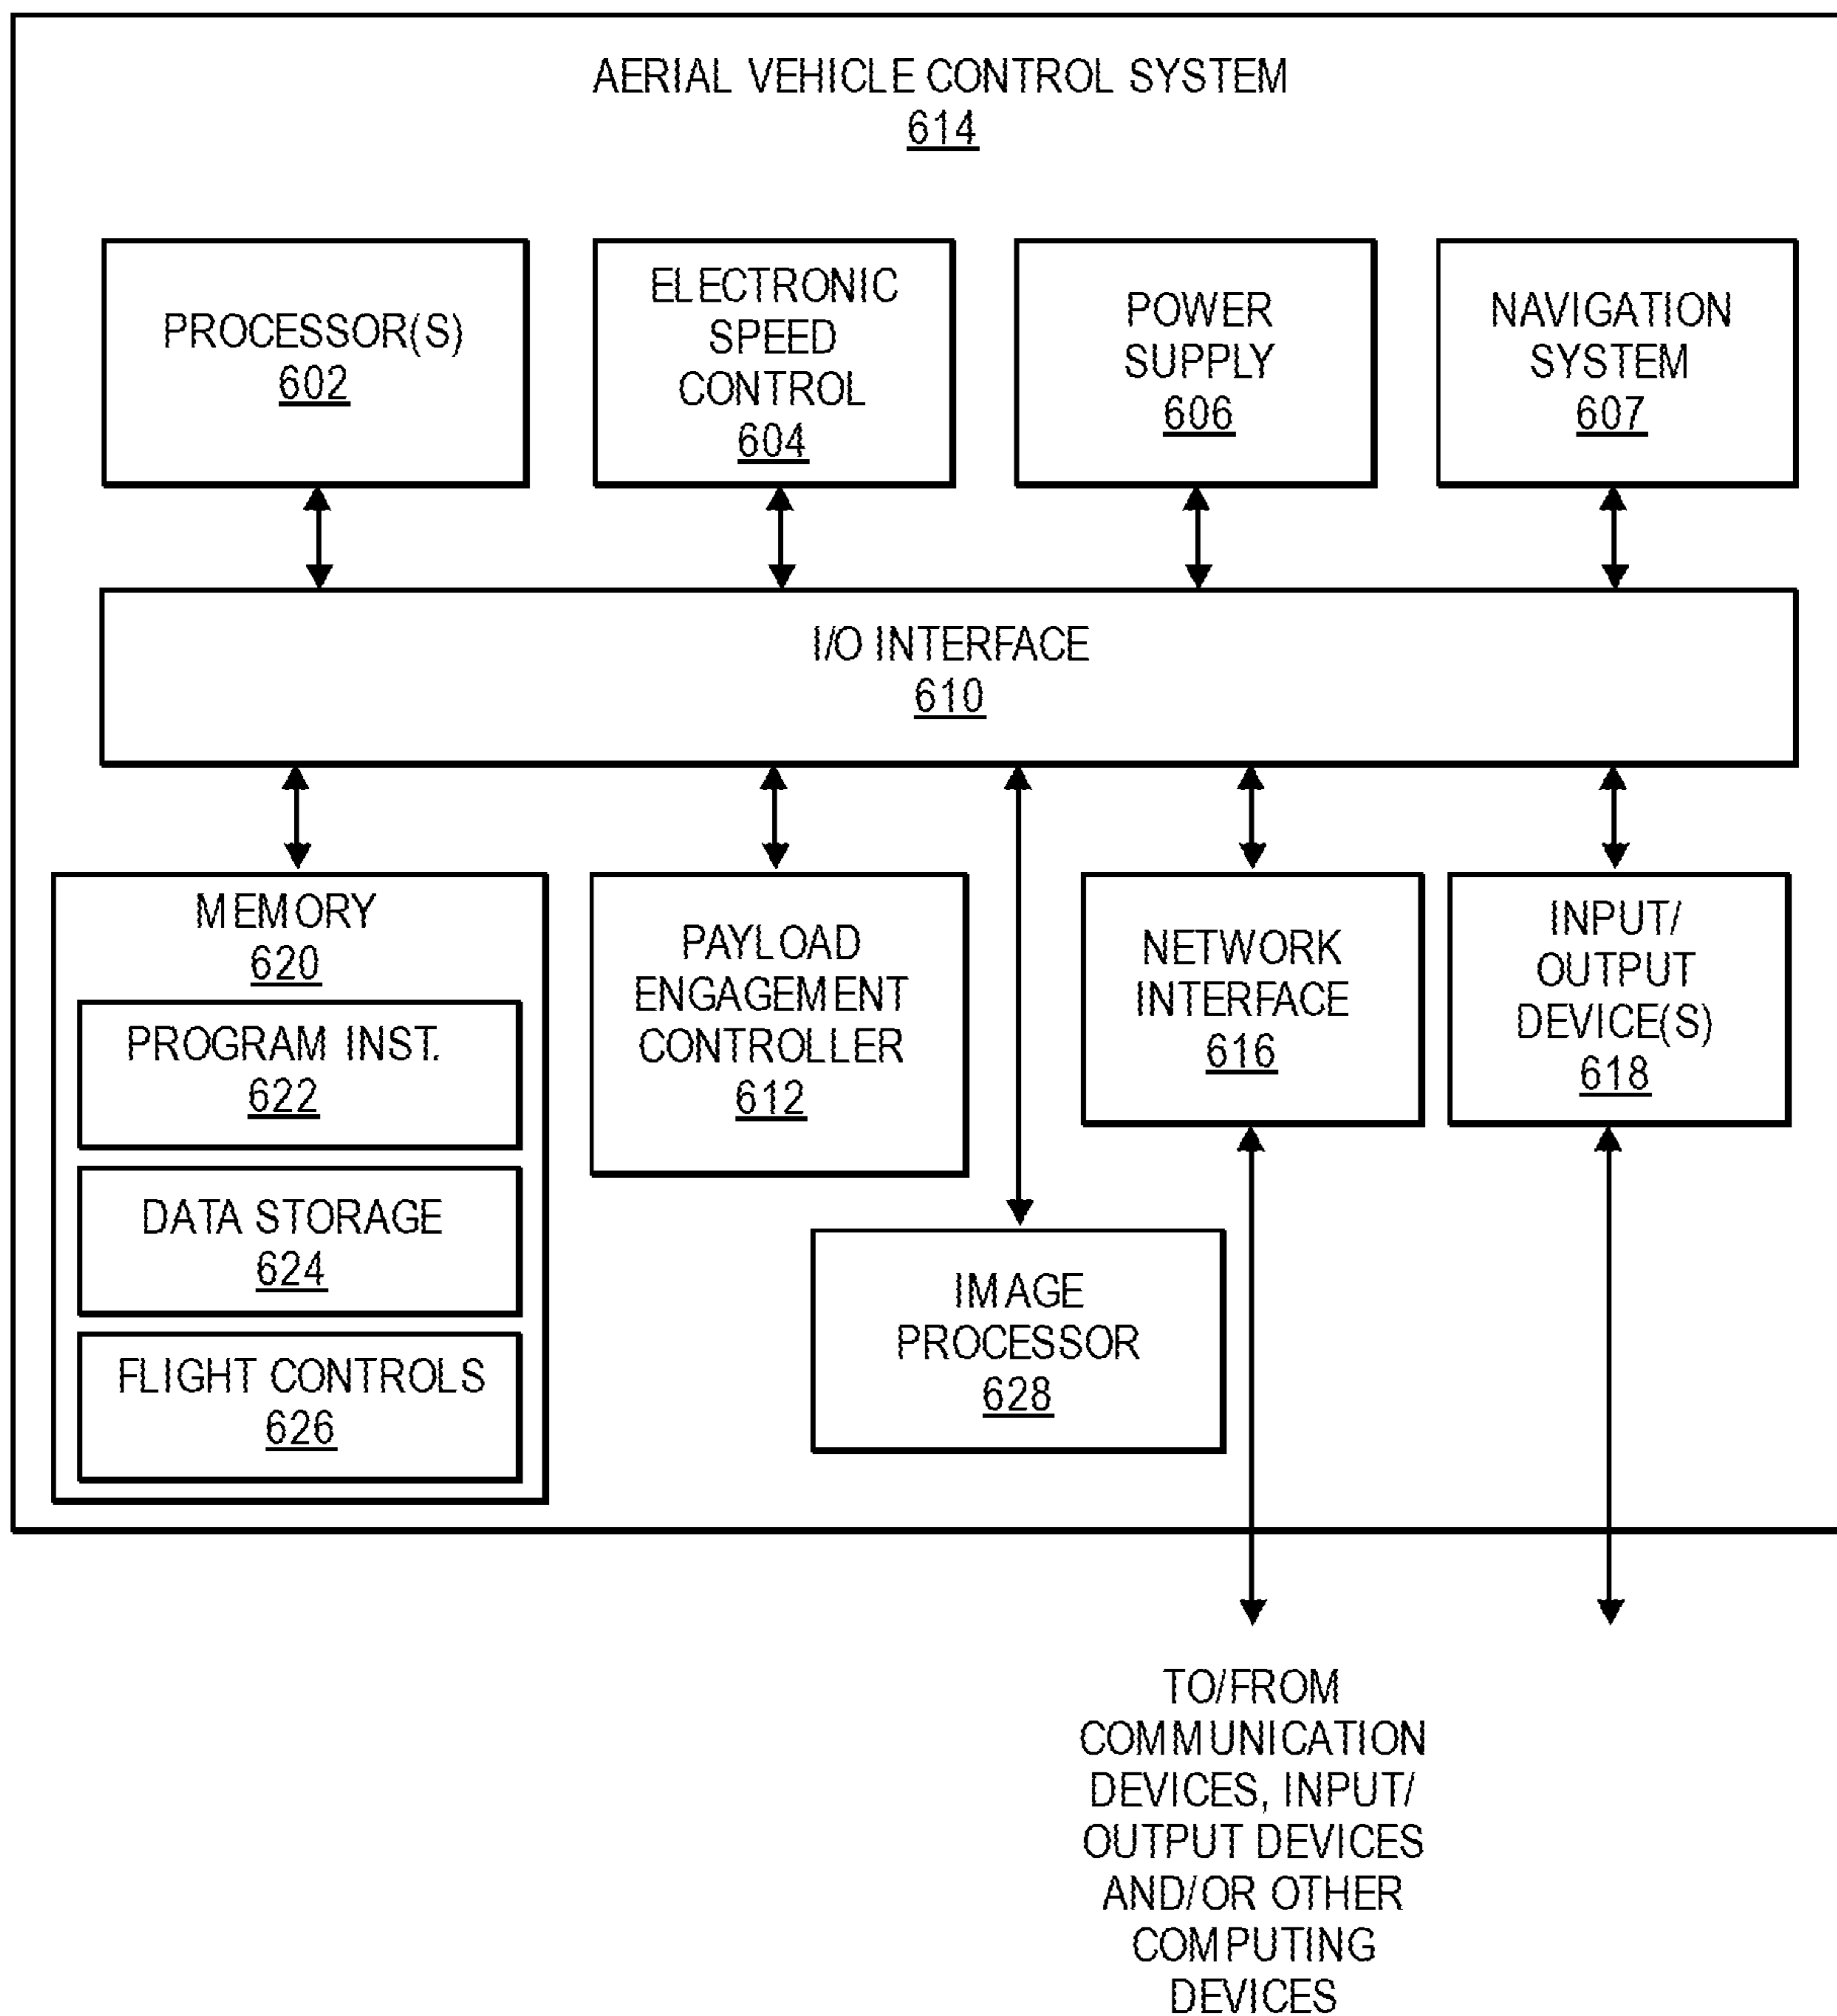 AERIAL VEHICLE CONTROL SYSTEM
614
PROCESSOR(S)
602
ELECTRONIC
SPEED
CONTROL
604
POWER
SUPPLY
606
NAVIGATION
SYSTEM
607
I/O INTERFACE
610
MEMORY
620
PROGRAM INST.
622
DATA STORAGE
624
FLIGHT CONTROLS
626
PAYLOAD
ENGAGEMENT
CONTROLLER
612
IMAGE
PROCESSOR
628
NETWORK
INTERFACE
616
INPUT/
OUTPUT
DEVICE(S)
618
TO/FROM
COMMUNICATION
DEVICES, INPUT/
OUTPUT DEVICES
AND/OR OTHER
COMPUTING
DEVICES